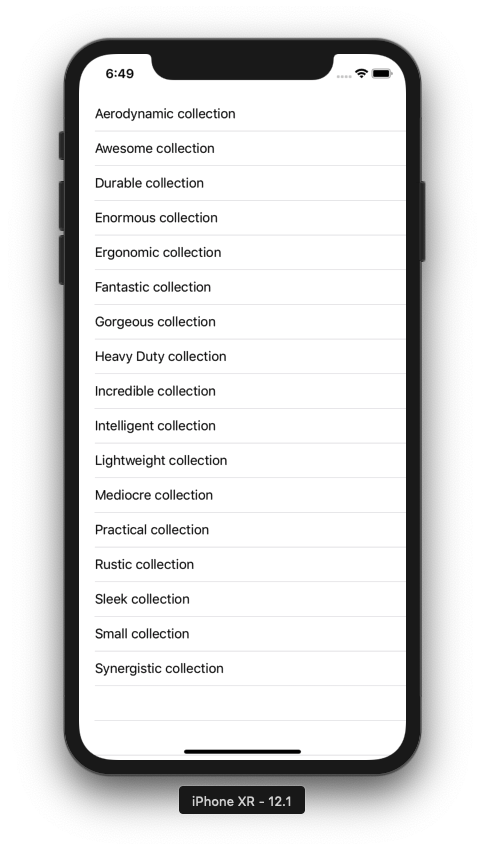 6:49
Aerodynamic collection
Awesome collection
Durable collection
Enormous collection
Ergonomic collection
Fantastic collection
Gorgeous collection
Heavy Duty collection
Incredible collection
Intelligent collection
Lightweight collection
Mediocre collection
Practical collection
Rustic collection
Sleek collection
Small collection
Synergistic collection
iPhone XR - 12.1